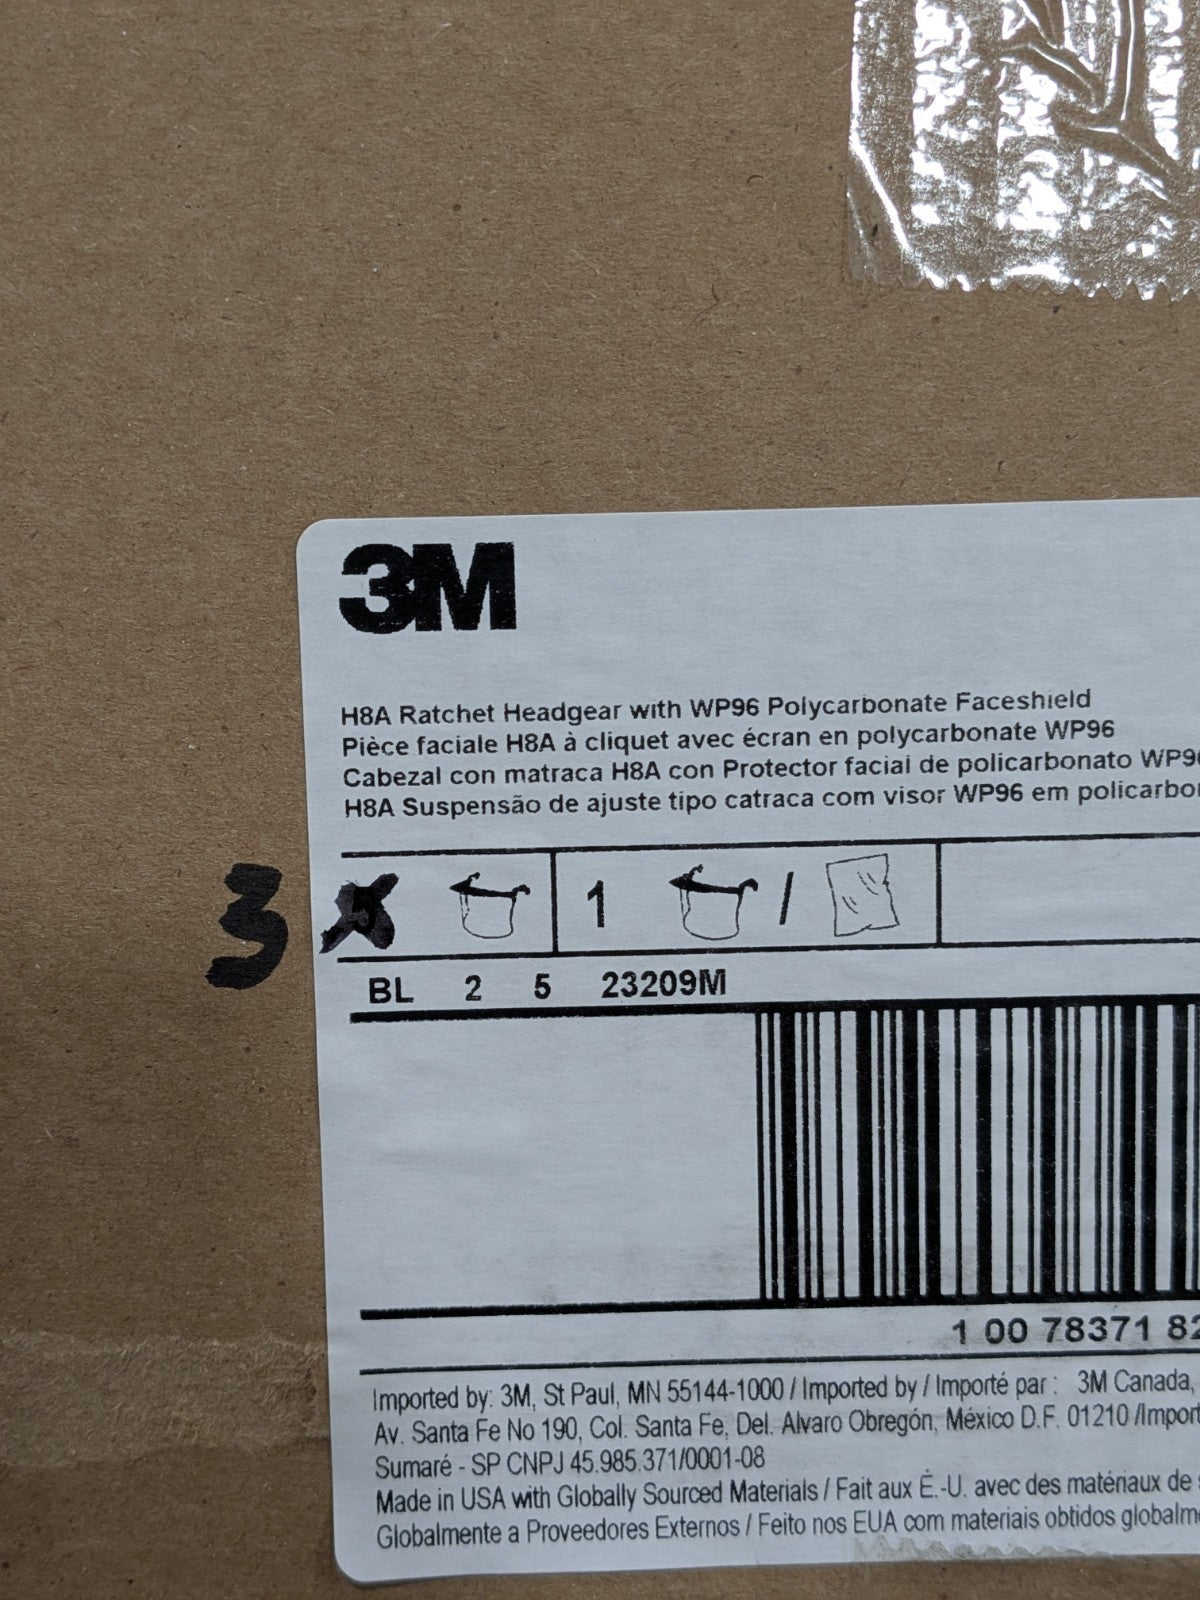 3M
H8A Ratchet Headgear with WP96 Polycarbonate Faceshield
Pièce faciale H8A à cliquet avec écran en polycarbonate WP96
Cabezal con matraca H8A con Protector facial de policarbonato
H8A Suspensão de ajuste tipo catraca com visor WP96 em
3 1 /
BL 2 5 23209M
1 00 78371
Imported by: 3M, St Paul, MN 55144-1000 / Imported by / Importé par : 3M Canada,
Av. Santa Fe No 190, Col. Santa Fe, Del. Alvaro Obregón, México D.F. 01210
Sumaré - SP CNPJ 45.985.371/0001-08
Made in USA with Globally Sourced Materials / Fait aux É.-U. avec des matériaux de
Globalmente a Proveedores Externos / Feito nos EUA com materiais obtidos